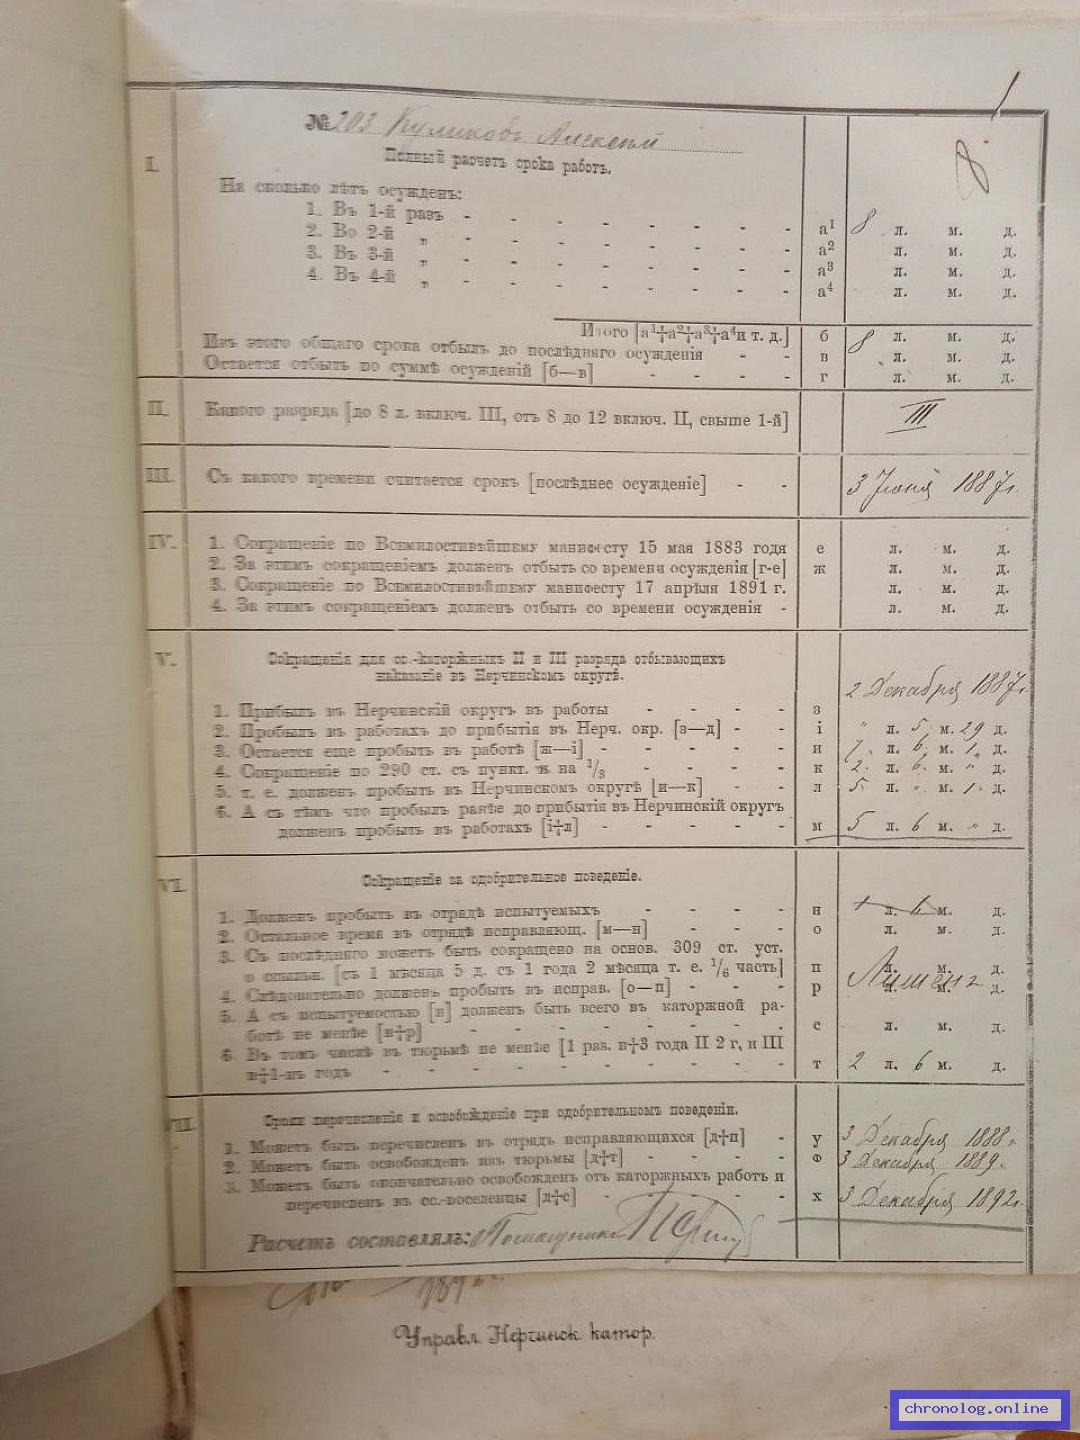 № 203 Куликовъ Алексей
8.
I.
Полный расчетъ срока работъ.
На сколько лѣтъ осужденъ:
1. Въ 1-й разъ - - - - - - - а¹ 8 л. м. д.
2. Во 2-й „ - - - - - - - а² л. м. д.
3. Въ 3-й „ - - - - - - - а³ л. м. д.
4. Въ 4-й „ - - - - - - - а⁴ л. м. д.
Итого [а¹+а²+а³+а⁴и т. д.] б 8 л. м. д.
Изъ этого общаго срока отбылъ до послѣдняго осужденія - - в л. м. д.
Остается отбыть по суммѣ осужденій [б—в] - - - - г л. м. д.
II. Какого разряда [до 8 л. включ. III, отъ 8 до 12 включ. II, свыше 1-й] III
III. Съ какого времени считается срокъ [послѣднее осужденіе] - - 3 Іюня 1887г.
IV. 1. Сокращеніе по Всемилостивѣйшему манифесту 15 мая 1883 годя е л. м. д.
2. За этимъ сокращеніемъ долженъ отбыть со времени осужденія [г-е] ж л. м. д.
3. Сокращеніе по Всемилостивѣйшему манифесту 17 апрѣля 1891 г. л. м. д.
4. За этимъ сокращеніемъ долженъ отбыть со времени осужденія - л. м. д.
V. Сокращенія для сс.-каторжныхъ II и III разряда отбывающихъ
наказаніе въ Нерчинскомъ округѣ.
1. Прибылъ въ Нерчинскій округъ въ работы - - - - з 2 Декабря 1887г.
2. Пробылъ въ работахъ до прибытія въ Нерч. окр. [з—д] - - і „ л. 5 м. 29 д.
3. Остается еще пробыть въ работѣ [ж—і] - - - - - и 7 л. 6 м. 1 д.
4. Сокращеніе по 290 ст. съ пункт. и на ⅓ - - - - к 2 л. 6 м. „ д.
5. т. е. долженъ пробыть въ Нерчинскомъ округѣ [и—к] - - л 5 л. „ м. 1 д.
6. А съ тѣмъ что пробылъ ранѣе до прибытія въ Нерчинскій округъ
долженъ пробыть въ работахъ [і+л] - - - - - м 5 л. 6 м. „ д.
VI. Сокращеніе за одобрительное поведеніе.
1. Долженъ пробыть въ отрядѣ испытуемыхъ - - - - н 1 л. 6 м. д.
2. Остальное время въ отрядѣ исправляющ. [м—н] - - - о л. м. д.
3. Съ послѣдняго можетъ быть сокращено на основ. 309 ст. уст.
о ссыльн. [съ 1 мѣсяца 5 д. съ 1 года 2 мѣсяца т. е. ⅙ часть] п л. м. д.
Лишенъ
4. Слѣдовательно долженъ пробыть въ исправ. [о—п] - - - р л. м. д.
5. А съ испытуемостью [н] долженъ быть всего въ каторжной ра-
ботѣ не менѣе [н+р] - - - - - - - с л. м. д.
6. Въ томъ числѣ въ тюрьмѣ не менѣе [1 раз. н+3 года II 2 г, и III
н+1-нъ годъ - - - - - - - - - т 2 л. 6 м. д.
VII. Сроки перечисленія и освобожденіе при одобрительномъ поведеніи.
1. Можетъ быть перечисленъ въ отрядъ исправляющихся [д+н] - у 3 Декабря 1888г.
2. Можетъ быть освобожденъ изъ тюрьмы [д+т] - - - - Ф 3 Декабря 1889г.
3. Можетъ быть окончательно освобожденъ отъ каторжныхъ работъ и
перечисленъ въ сс.-поселенцы [д+с] - - - - - х 3 Декабря 1892г.
Расчетъ составлялъ:
Управл. Нерчинск. катор.
chronolog.online